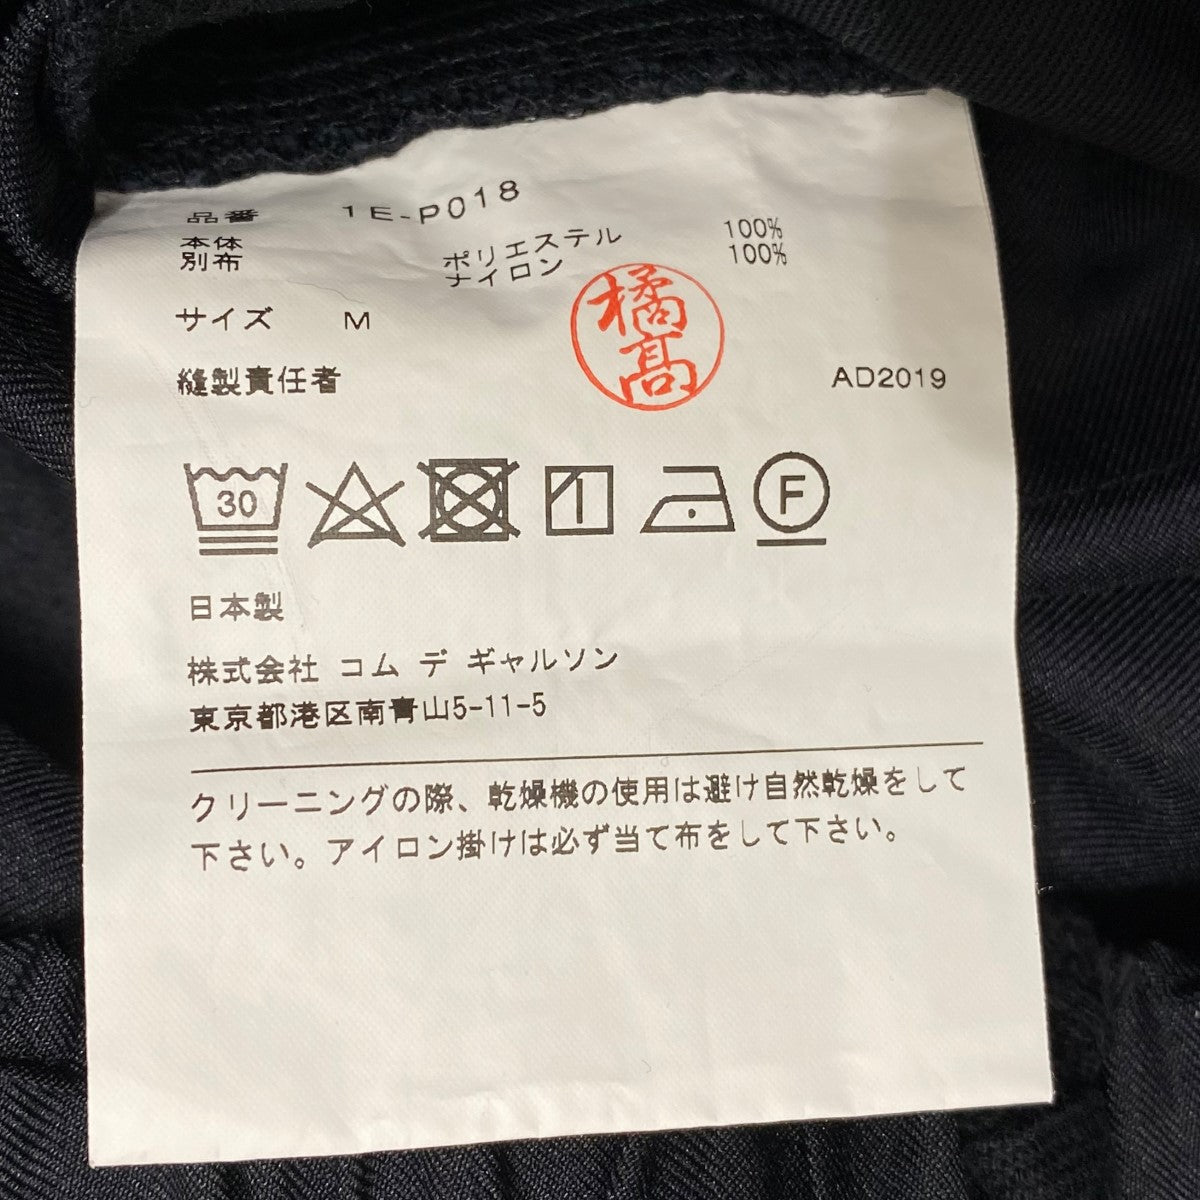 品番 1E-P018
本体 ポリエステル 100%
別布 ナイロン 100%
サイズ M
橘髙
縫製責任者 AD2019
30 F
日本製
株式会社 コム デ ギャルソン
東京都港区南青山5-11-5
クリーニングの際、乾燥機の使用は避け自然乾燥をして
下さい。アイロン掛けは必ず当て布をして下さい。